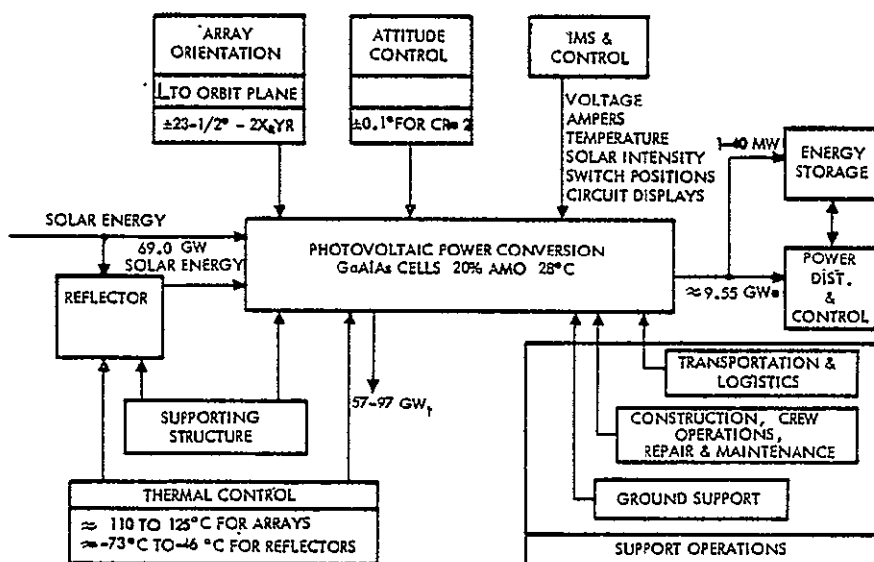 ARRAY
ORIENTATION
⊥ TO ORBIT PLANE
±23-1/2° - 2X/YR
ATTITUDE
CONTROL
±0.1° FOR CR= 2
IMS &
CONTROL
VOLTAGE
AMPERS
TEMPERATURE
SOLAR INTENSITY
SWITCH POSITIONS
CIRCUIT DISPLAYS
1-40 MW
ENERGY
STORAGE
SOLAR ENERGY
69.0 GW
SOLAR ENERGY
REFLECTOR
PHOTOVOLTAIC POWER CONVERSION
GaAlAs CELLS 20% AMO 28°C
≈ 9.55 GWe
POWER
DIST.
&
CONTROL
SUPPORTING
STRUCTURE
57-97 GWt
TRANSPORTATION &
LOGISTICS
CONSTRUCTION, CREW
OPERATIONS,
REPAIR & MAINTENANCE
GROUND SUPPORT
SUPPORT OPERATIONS
THERMAL CONTROL
≈ 110 TO 125°C FOR ARRAYS
≈ -73°C TO -46 °C FOR REFLECTORS